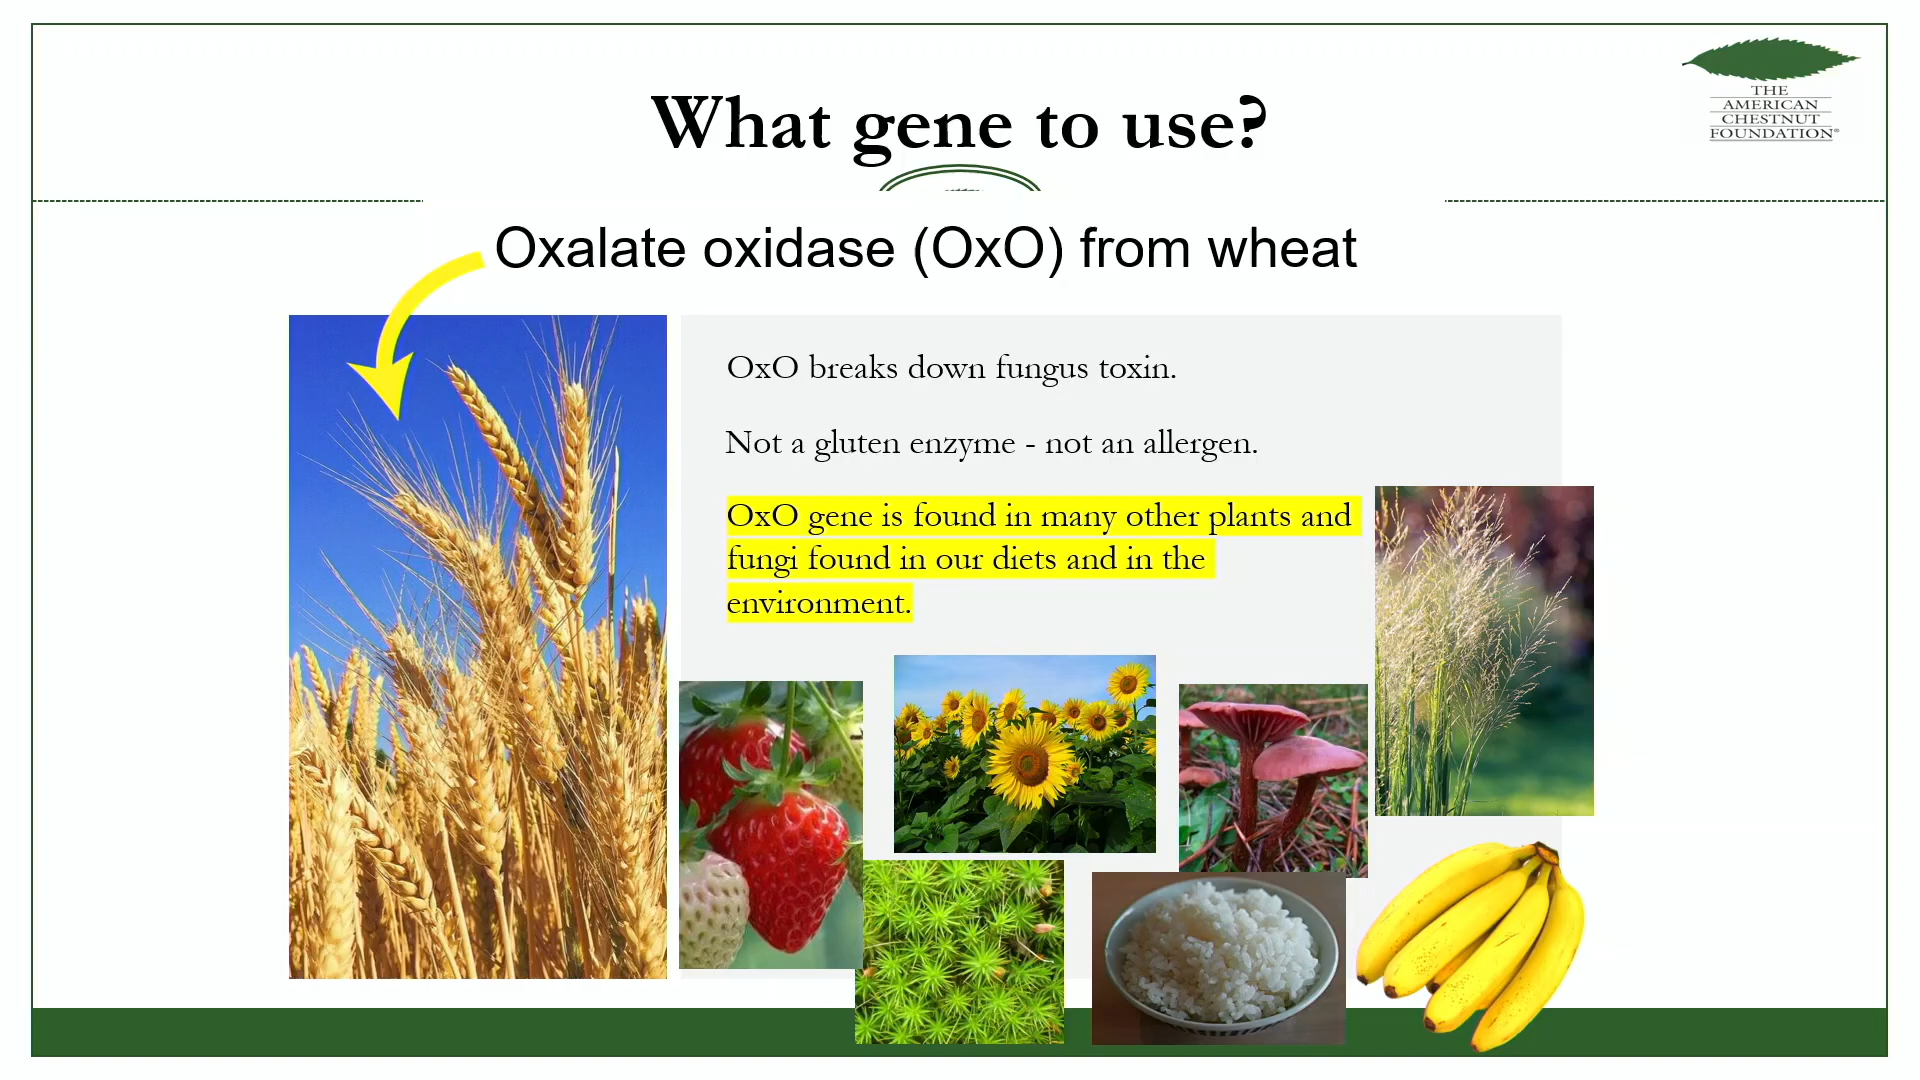 What gene to use?
THE
AMERICAN
CHESTNUT
FOUNDATION®
Oxalate oxidase (OxO) from wheat
OxO breaks down fungus toxin.
Not a gluten enzyme - not an allergen.
OxO gene is found in many other plants and
fungi found in our diets and in the
environment.